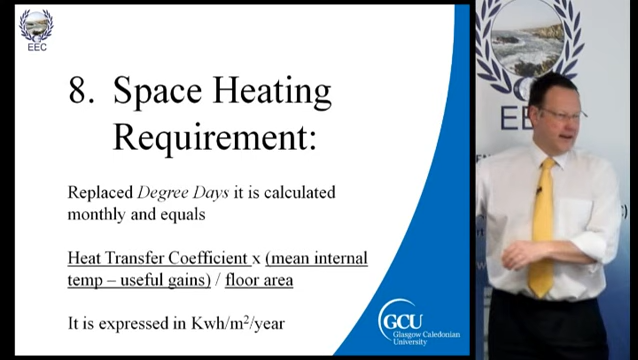 EEC
8. Space Heating
Requirement:
Replaced Degree Days it is calculated
monthly and equals
Heat Transfer Coefficient x (mean internal
temp – useful gains) / floor area
It is expressed in Kwh/m²/year
GCU
Glasgow Caledonian
University
EE